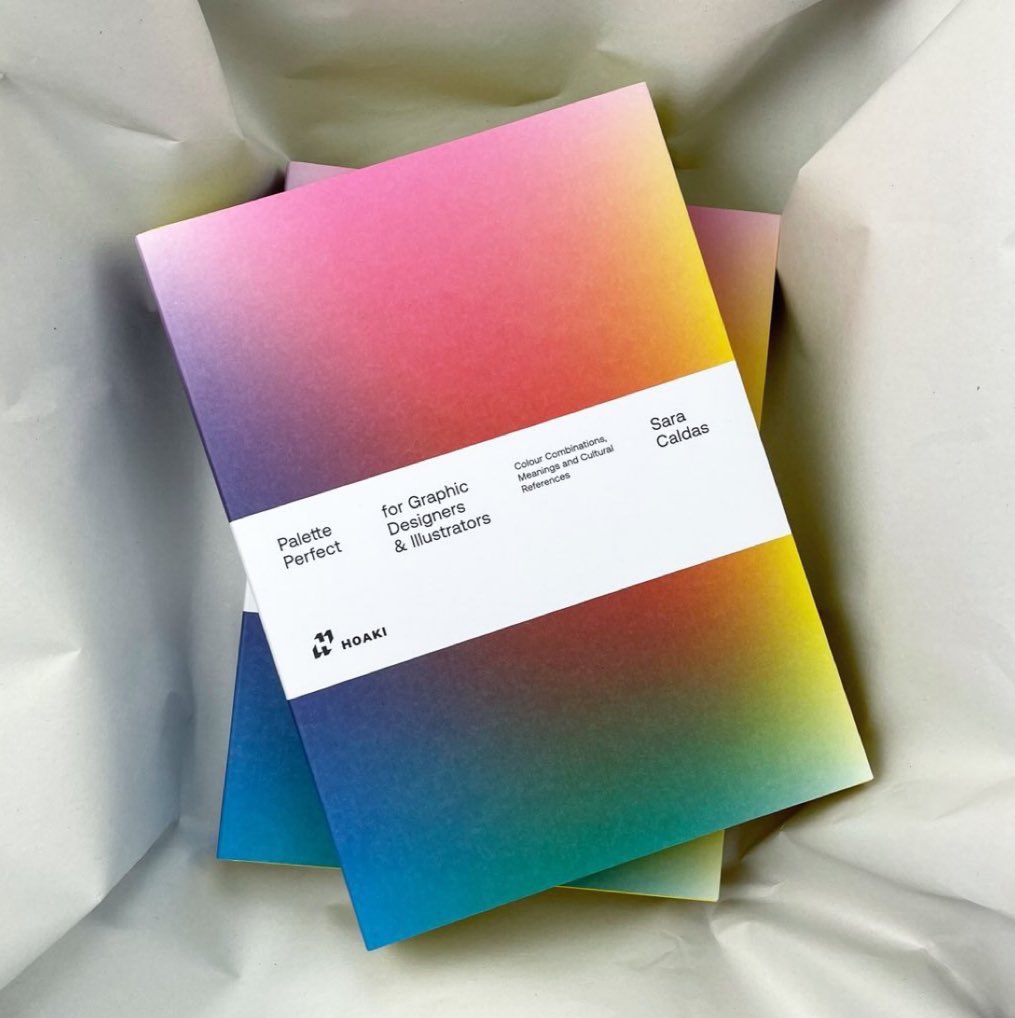 Palette
Perfect
for Graphic
Designers
& Illustrators
Colour Combinations,
Meanings and Cultural
References
Sara
Caldas
HOAKI